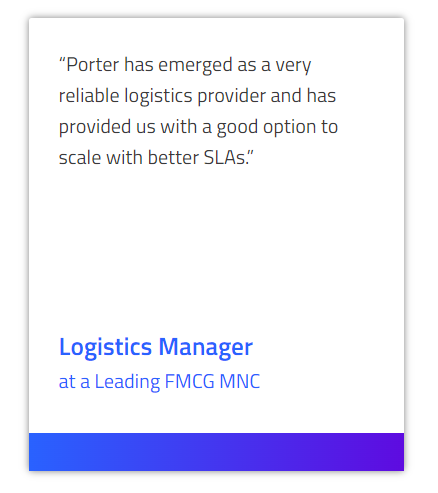 “Porter has emerged as a very
reliable logistics provider and has
provided us with a good option to
scale with better SLAs.”
Logistics Manager
at a Leading FMCG MNC